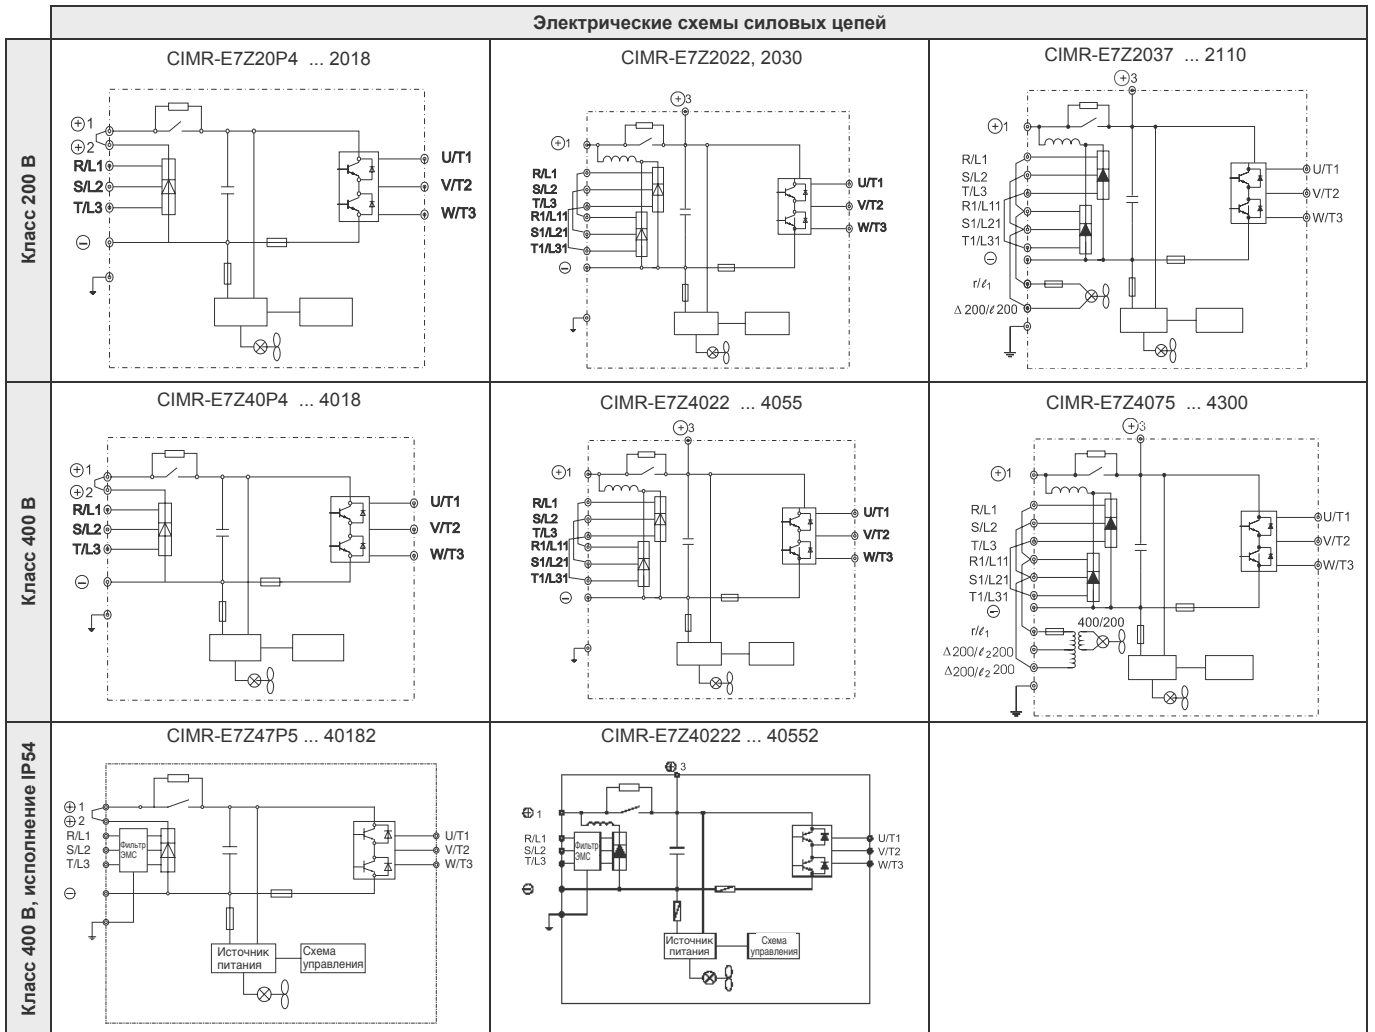 Электрические схемы силовых цепей
Класс 200 В
CIMR-E7Z20P4 ... 2018
⊕1
⊕2
R/L1
S/L2
T/L3
⊖
U/T1
V/T2
W/T3
CIMR-E7Z2022, 2030
⊕3
⊕1
R/L1
S/L2
T/L3
R1/L11
S1/L21
T1/L31
⊖
U/T1
V/T2
W/T3
CIMR-E7Z2037 ... 2110
⊕3
⊕1
R/L1
S/L2
T/L3
R1/L11
S1/L21
T1/L31
⊖
r/ℓ1
Δ200/ℓ200
U/T1
V/T2
W/T3
Класс 400 В
CIMR-E7Z40P4 ... 4018
⊕1
⊕2
R/L1
S/L2
T/L3
⊖
U/T1
V/T2
W/T3
CIMR-E7Z4022 ... 4055
⊕3
⊕1
R/L1
S/L2
T/L3
R1/L11
S1/L21
T1/L31
⊖
U/T1
V/T2
W/T3
CIMR-E7Z4075 ... 4300
⊕3
⊕1
R/L1
S/L2
T/L3
R1/L11
S1/L21
T1/L31
⊖
r/ℓ1
400/200
Δ200/ℓ2200
Δ200/ℓ2 200
U/T1
V/T2
W/T3
Класс 400 В, исполнение IP54
CIMR-E7Z47P5 ... 40182
⊕1
⊕2
R/L1
S/L2
T/L3
Фильтр
ЭМС
⊖
U/T1
V/T2
W/T3
Источник
питания
Схема
управления
CIMR-E7Z40222 ... 40552
⊕ 3
⊕ 1
R/L1
S/L2
T/L3
Фильтр
ЭМС
⊖
U/T1
V/T2
W/T3
Источник
питания
Схема
управления